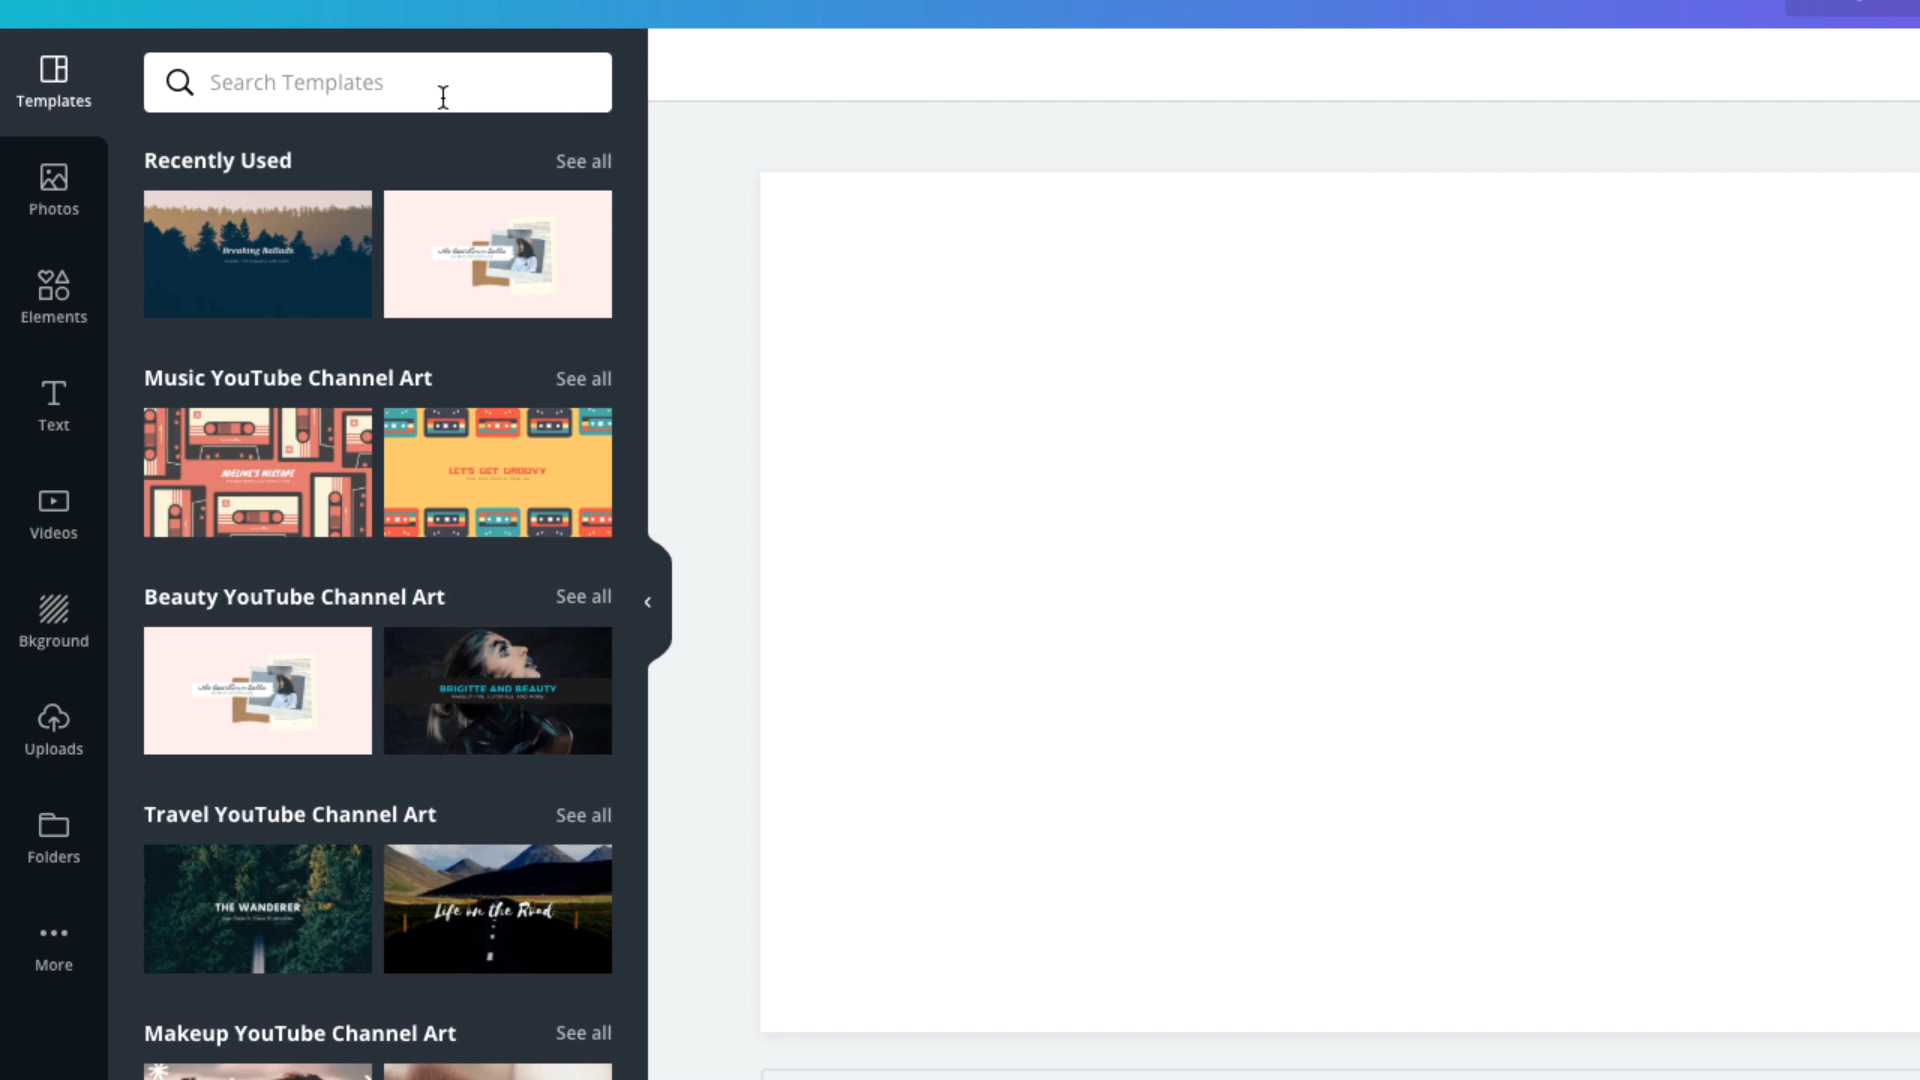 Templates
Search Templates
Photos
Elements
Text
Videos
Bkground
Uploads
Folders
More
Recently Used
See all
Breaking Ballads
Music YouTube Channel Art
See all
ADELINE'S MIXTAPE
LET'S GET GROOVY
Beauty YouTube Channel Art
See all
BRIGITTE AND BEAUTY
Travel YouTube Channel Art
See all
THE WANDERER
Life on the Road
Makeup YouTube Channel Art
See all